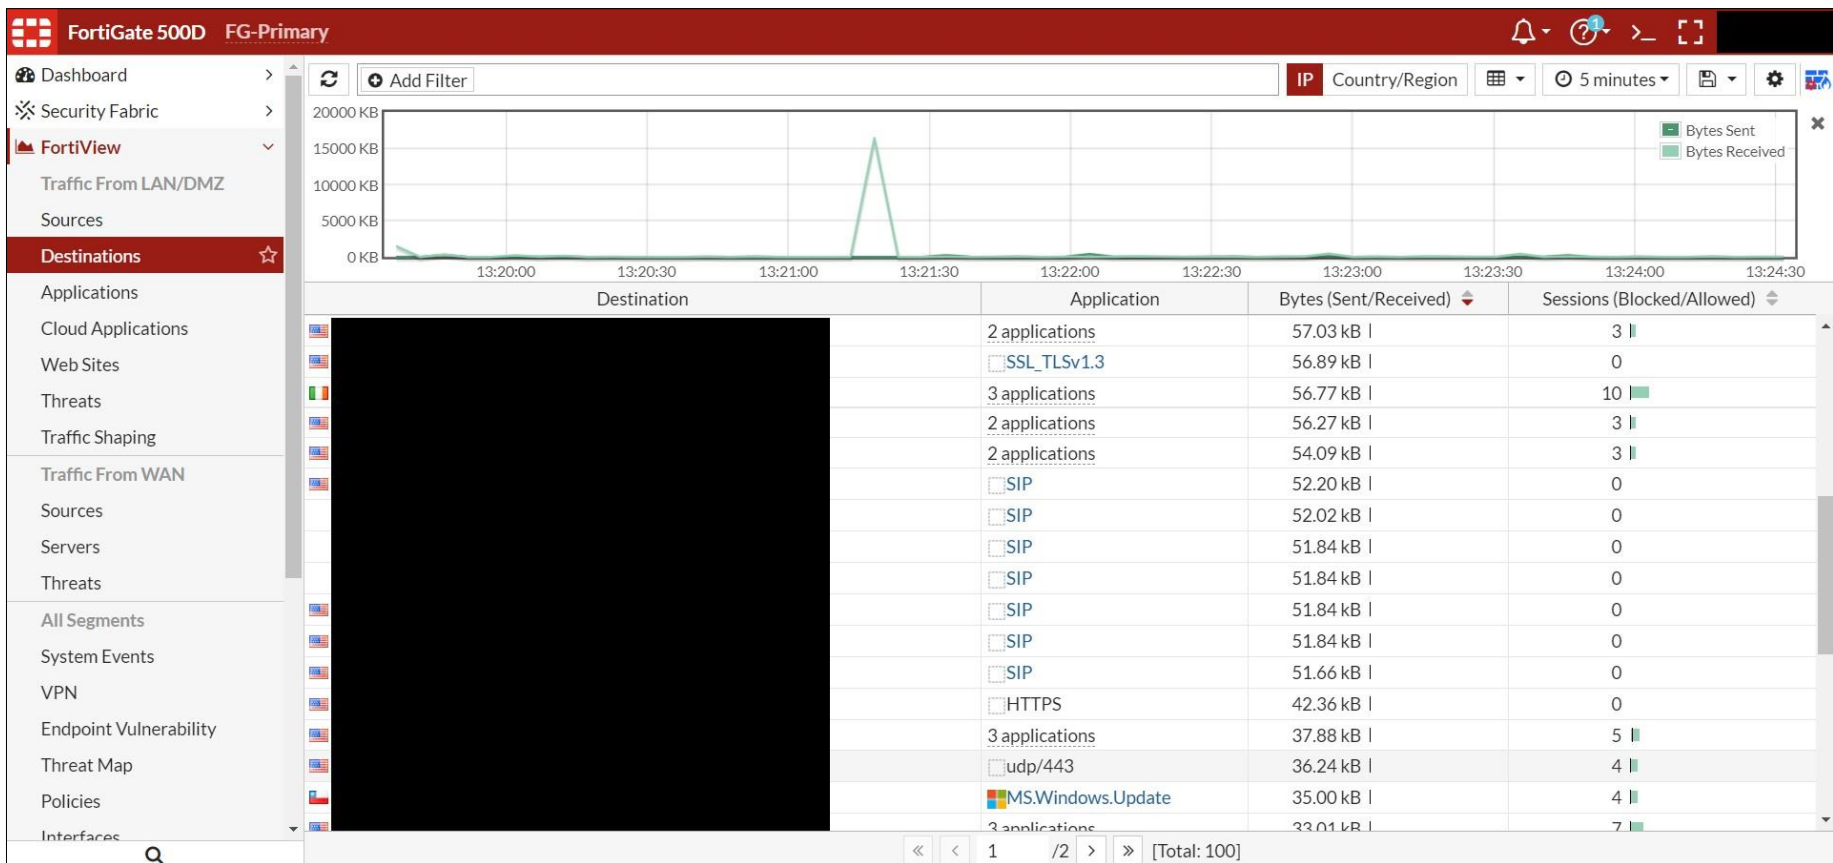 FortiGate 500D FG-Primary 1
Dashboard
Security Fabric
FortiView
Traffic From LAN/DMZ
Sources
Destinations
Applications
Cloud Applications
Web Sites
Threats
Traffic Shaping
Traffic From WAN
Sources
Servers
Threats
All Segments
System Events
VPN
Endpoint Vulnerability
Threat Map
Policies
Interfaces
Add Filter IP Country/Region 5 minutes
20000 KB
15000 KB
10000 KB
5000 KB
0 KB
Bytes Sent
Bytes Received
13:20:00 13:20:30 13:21:00 13:21:30 13:22:00 13:22:30 13:23:00 13:23:30 13:24:00 13:24:30
Destination Application Bytes (Sent/Received) Sessions (Blocked/Allowed)
2 applications 57.03 kB 3
SSL_TLSv1.3 56.89 kB 0
3 applications 56.77 kB 10
2 applications 56.27 kB 3
2 applications 54.09 kB 3
SIP 52.20 kB 0
SIP 52.02 kB 0
SIP 51.84 kB 0
SIP 51.84 kB 0
SIP 51.84 kB 0
SIP 51.84 kB 0
SIP 51.66 kB 0
HTTPS 42.36 kB 0
3 applications 37.88 kB 5
udp/443 36.24 kB 4
MS.Windows.Update 35.00 kB 4
3 applications 33.01 kB 7
« < 1 /2 > » [Total: 100]